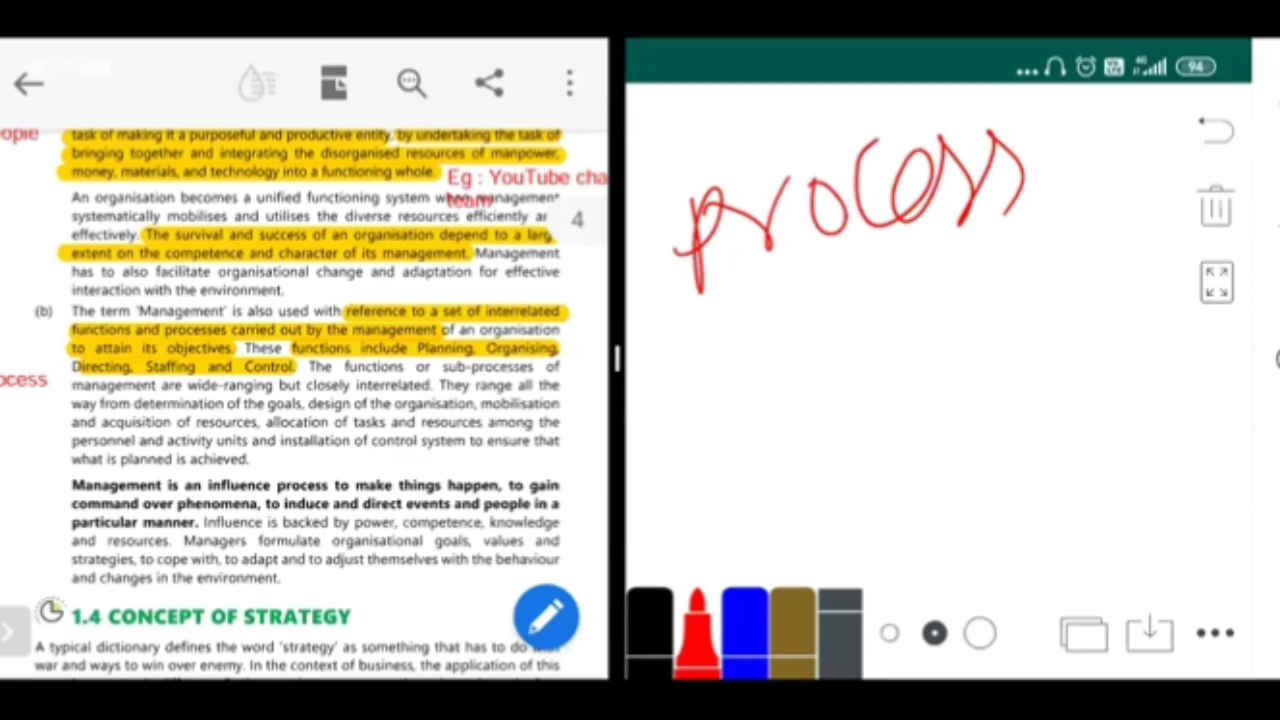 task of making it a purposeful and productive entity, by undertaking the task of
bringing together and integrating the disorganised resources of manpower,
money, materials, and technology into a functioning whole.
Eg : YouTube cha
team
An organisation becomes a unified functioning system when management
systematically mobilises and utilises the diverse resources efficiently
effectively. The survival and success of an organisation depend to a
extent on the competence and character of its management. Management
has to also facilitate organisational change and adaptation for effective
interaction with the environment.
4
(b) The term 'Management' is also used with reference to a set of interrelated
functions and processes carried out by the management of an organisation
to attain its objectives. These functions include Planning, Organising,
Directing, Staffing and Control. The functions or sub-processes of
ocess
management are wide-ranging but closely interrelated. They range all the
way from determination of the goals, design of the organisation, mobilisation
and acquisition of resources, allocation of tasks and resources among the
personnel and activity units and installation of control system to ensure that
what is planned is achieved.
Management is an influence process to make things happen, to gain
command over phenomena, to induce and direct events and people in a
particular manner. Influence is backed by power, competence, knowledge
and resources. Managers formulate organisational goals, values and
strategies, to cope with, to adapt and to adjust themselves with the behaviour
and changes in the environment.
1.4 CONCEPT OF STRATEGY
A typical dictionary defines the word 'strategy' as something that has to do
war and ways to win over enemy. In the context of business, the application of this
4G
94
process